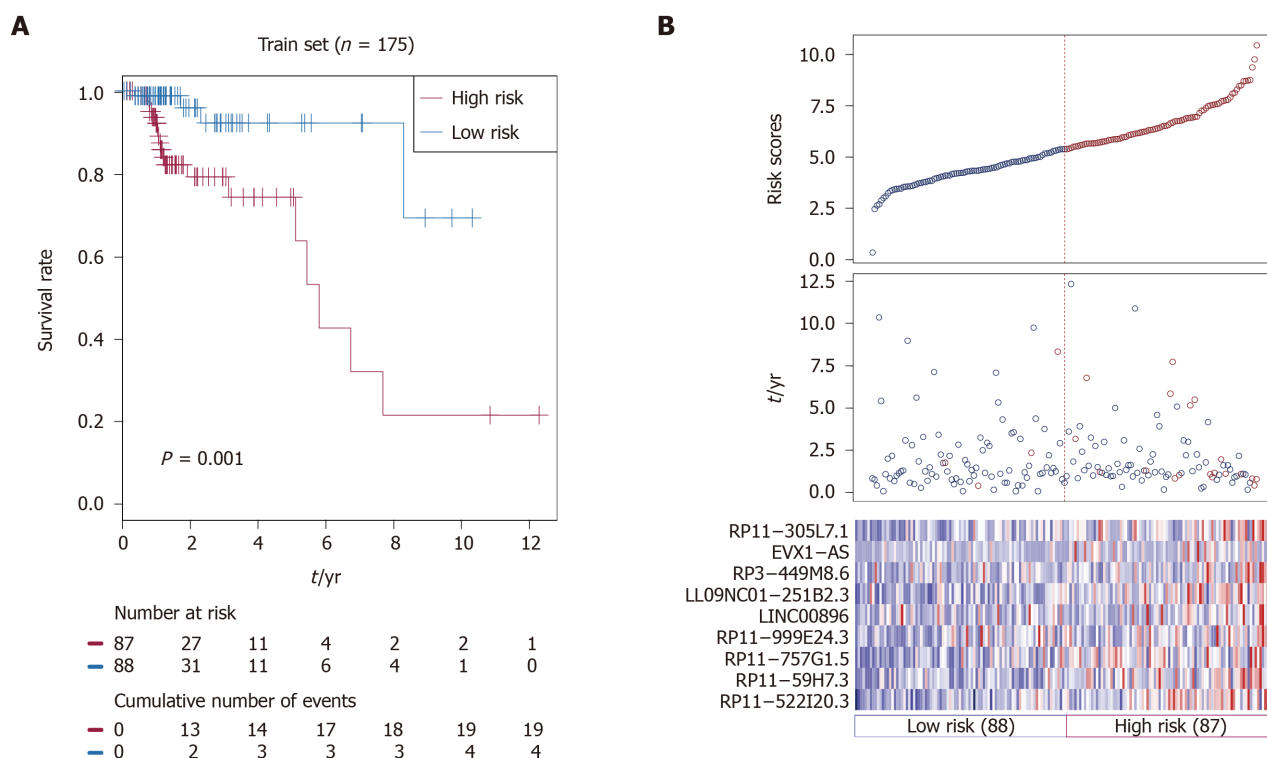 A
Train set (n = 175)
High risk
Low risk
1.0
0.8
0.6
0.4
0.2
0.0
Survival rate
P = 0.001
0 2 4 6 8 10 12
t/yr
Number at risk
87 27 11 4 2 2 1
88 31 11 6 4 1 0
Cumulative number of events
0 13 14 17 18 19 19
0 2 3 3 3 4 4
B
10.0
7.5
5.0
2.5
0.0
Risk scores
12.5
10.0
7.5
5.0
2.5
0.0
t/yr
RP11−305L7.1
EVX1−AS
RP3−449M8.6
LL09NC01−251B2.3
LINC00896
RP11−999E24.3
RP11−757G1.5
RP11−59H7.3
RP11−522I20.3
Low risk (88) High risk (87)